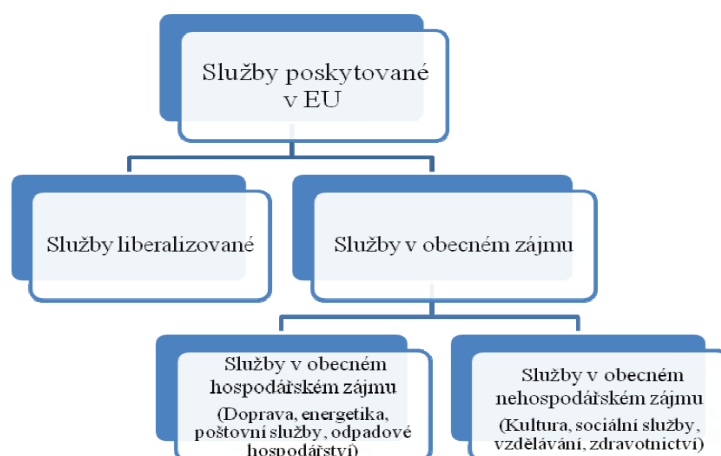 Služby poskytované
v EU
Služby liberalizované
Služby v obecném zájmu
Služby v obecném
hospodářském zájmu
(Doprava, energetika,
poštovní služby, odpadové
hospodářství)
Služby v obecném
nehospodářském zájmu
(Kultura, sociální služby,
vzdělávání, zdravotnictví)